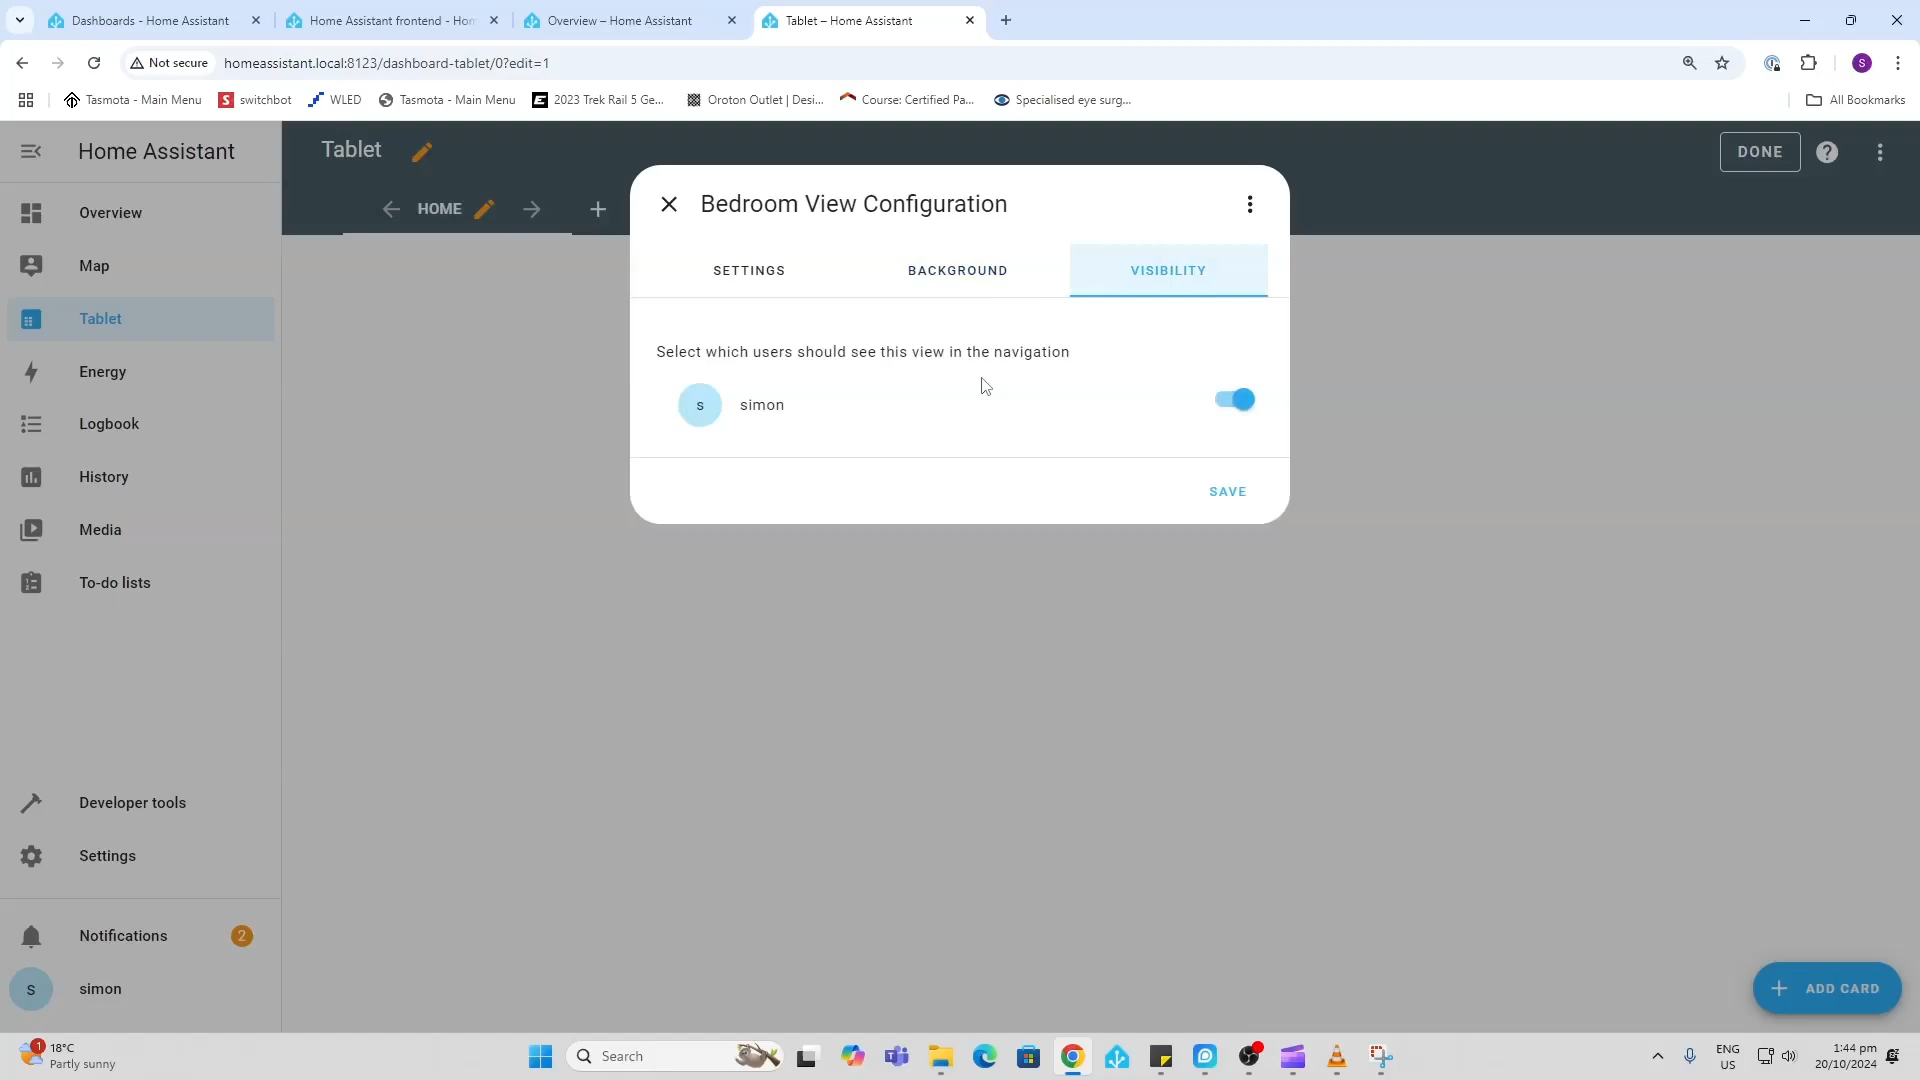 Dashboards - Home Assistant
Home Assistant frontend - Hom
Overview – Home Assistant
Tablet – Home Assistant
Not secure
homeassistant.local:8123/dashboard-tablet/0?edit=1
S
Tasmota - Main Menu
switchbot
WLED
Tasmota - Main Menu
2023 Trek Rail 5 Ge...
Oroton Outlet | Desi...
Course: Certified Pa...
Specialised eye surg...
All Bookmarks
Home Assistant
Tablet
DONE
HOME
Overview
Map
Tablet
Energy
Logbook
History
Media
To-do lists
Developer tools
Settings
Notifications
2
s
simon
Bedroom View Configuration
SETTINGS
BACKGROUND
VISIBILITY
Select which users should see this view in the navigation
s
simon
SAVE
ADD CARD
1
18°C
Partly sunny
Search
ENG
US
1:44 pm
20/10/2024